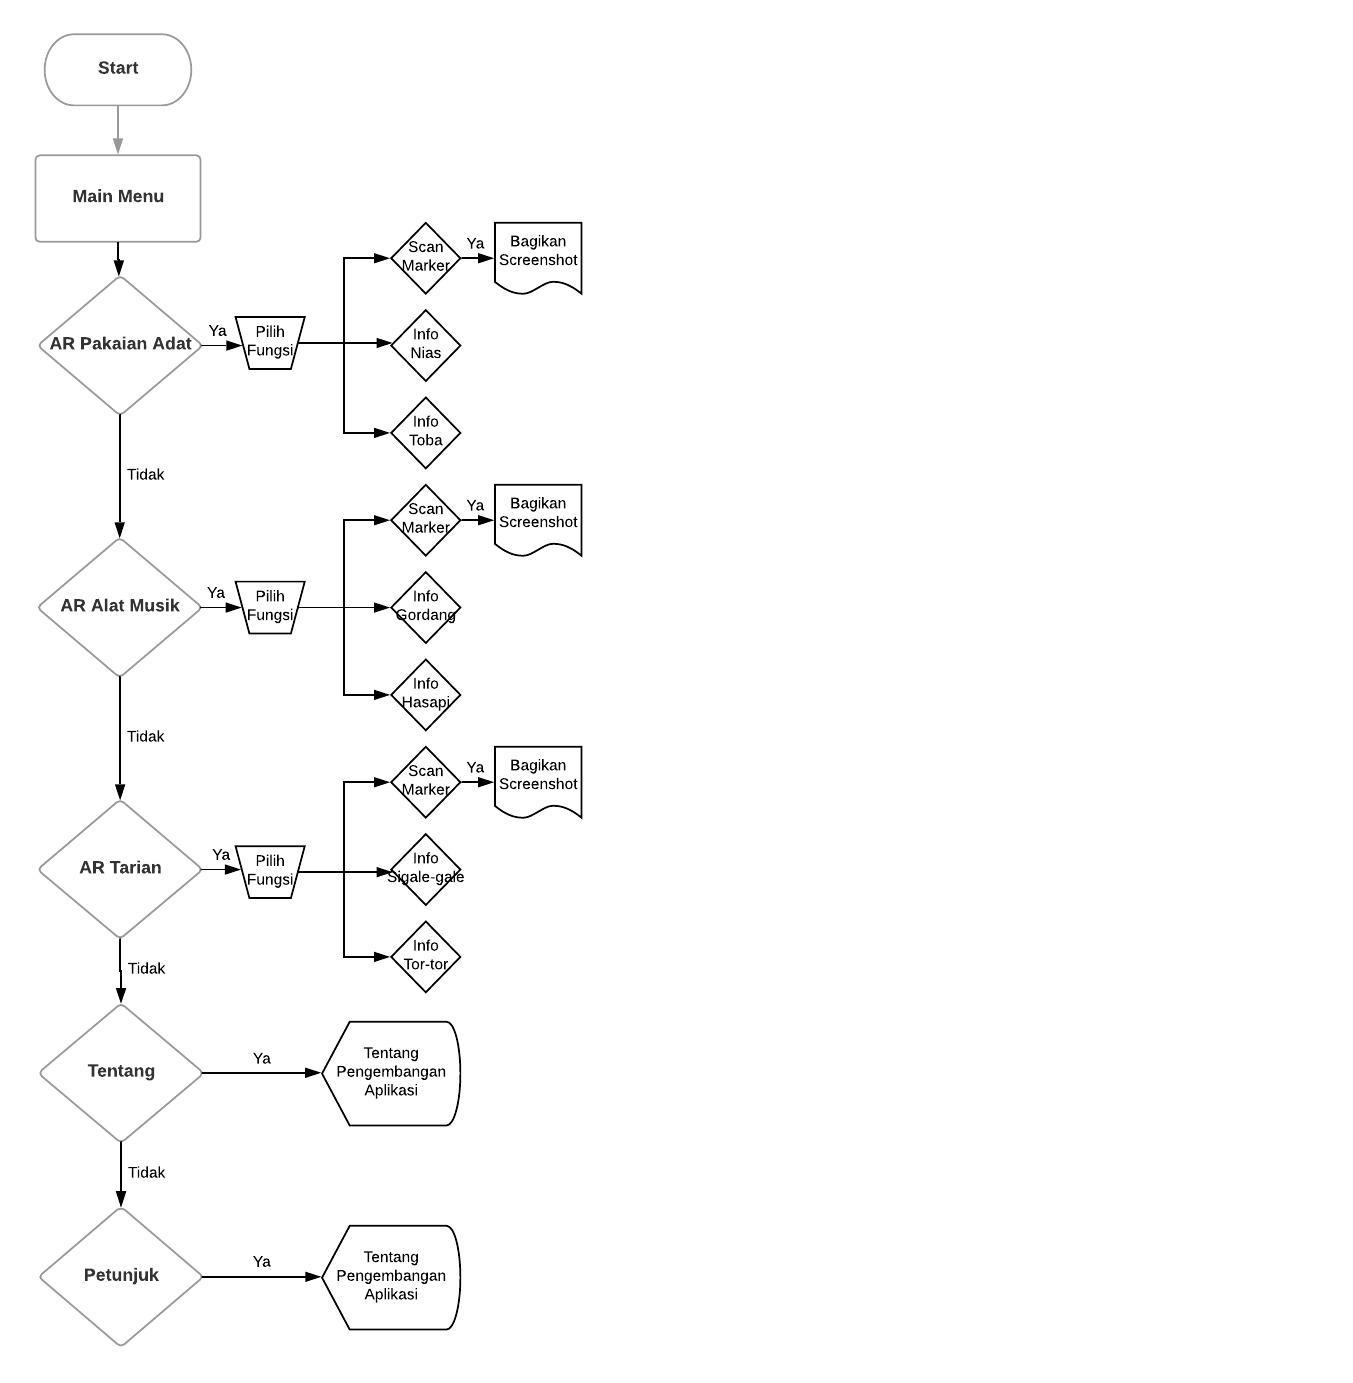 Start
Main Menu
AR Pakaian Adat
Ya
Pilih
Fungsi
Scan
Marker
Ya
Bagikan
Screenshot
Info
Nias
Info
Toba
Tidak
AR Alat Musik
Ya
Pilih
Fungsi
Scan
Marker
Ya
Bagikan
Screenshot
Info
Gordang
Info
Hasapi
Tidak
AR Tarian
Ya
Pilih
Fungsi
Scan
Marker
Ya
Bagikan
Screenshot
Info
Sigale-gale
Info
Tor-tor
Tidak
Tentang
Ya
Tentang
Pengembangan
Aplikasi
Tidak
Petunjuk
Ya
Tentang
Pengembangan
Aplikasi